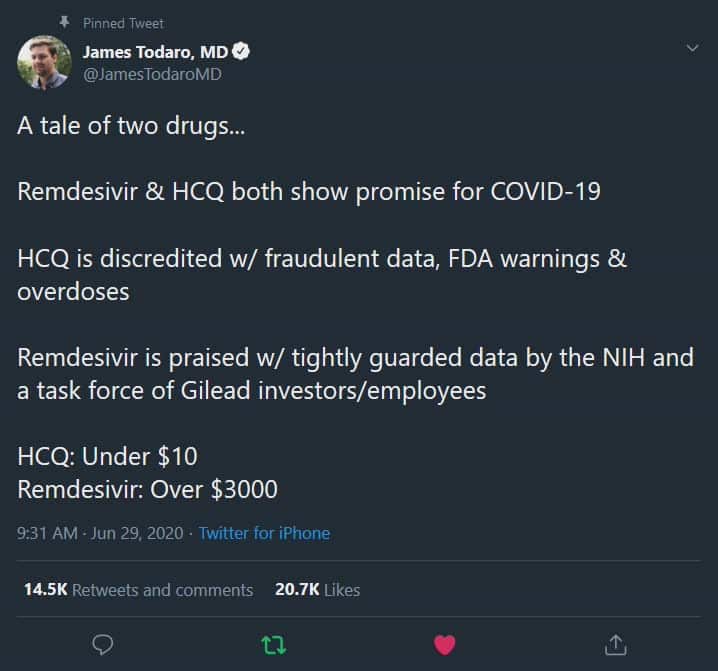 Pinned Tweet
James Todaro, MD
@JamesTodaroMD
A tale of two drugs...
Remdesivir & HCQ both show promise for COVID-19
HCQ is discredited w/ fraudulent data, FDA warnings &
overdoses
Remdesivir is praised w/ tightly guarded data by the NIH and
a task force of Gilead investors/employees
HCQ: Under $10
Remdesivir: Over $3000
9:31 AM · Jun 29, 2020 · Twitter for iPhone
14.5K Retweets and comments 20.7K Likes